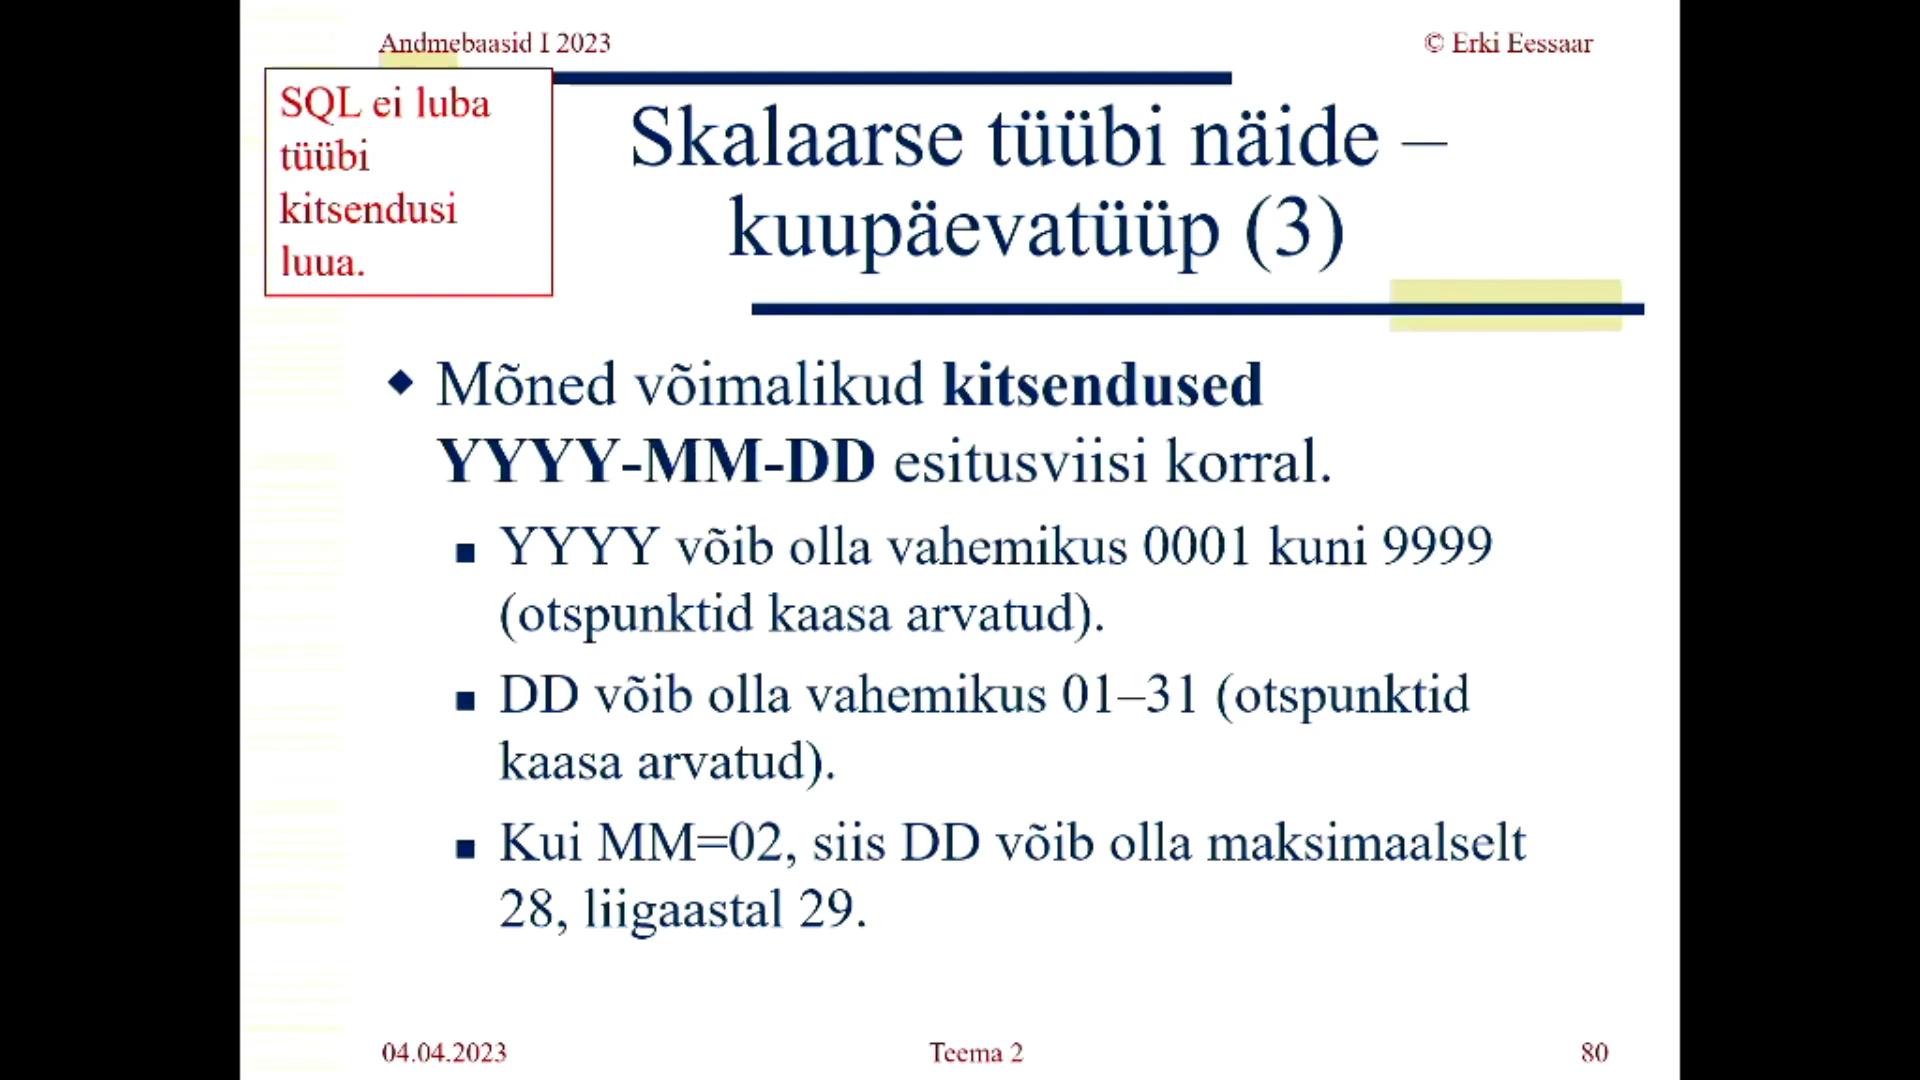 Andmebaasid I 2023
© Erki Eessaar
SQL ei luba
tüübi
kitsendusi
luua.
Skalaarse tüübi näide –
kuupäevatüüp (3)
Mõned võimalikud kitsendused
YYYY-MM-DD esitusviisi korral.
YYYY võib olla vahemikus 0001 kuni 9999
(otspunktid kaasa arvatud).
DD võib olla vahemikus 01–31 (otspunktid
kaasa arvatud).
Kui MM=02, siis DD võib olla maksimaalselt
28, liigaastal 29.
04.04.2023
Teema 2
80